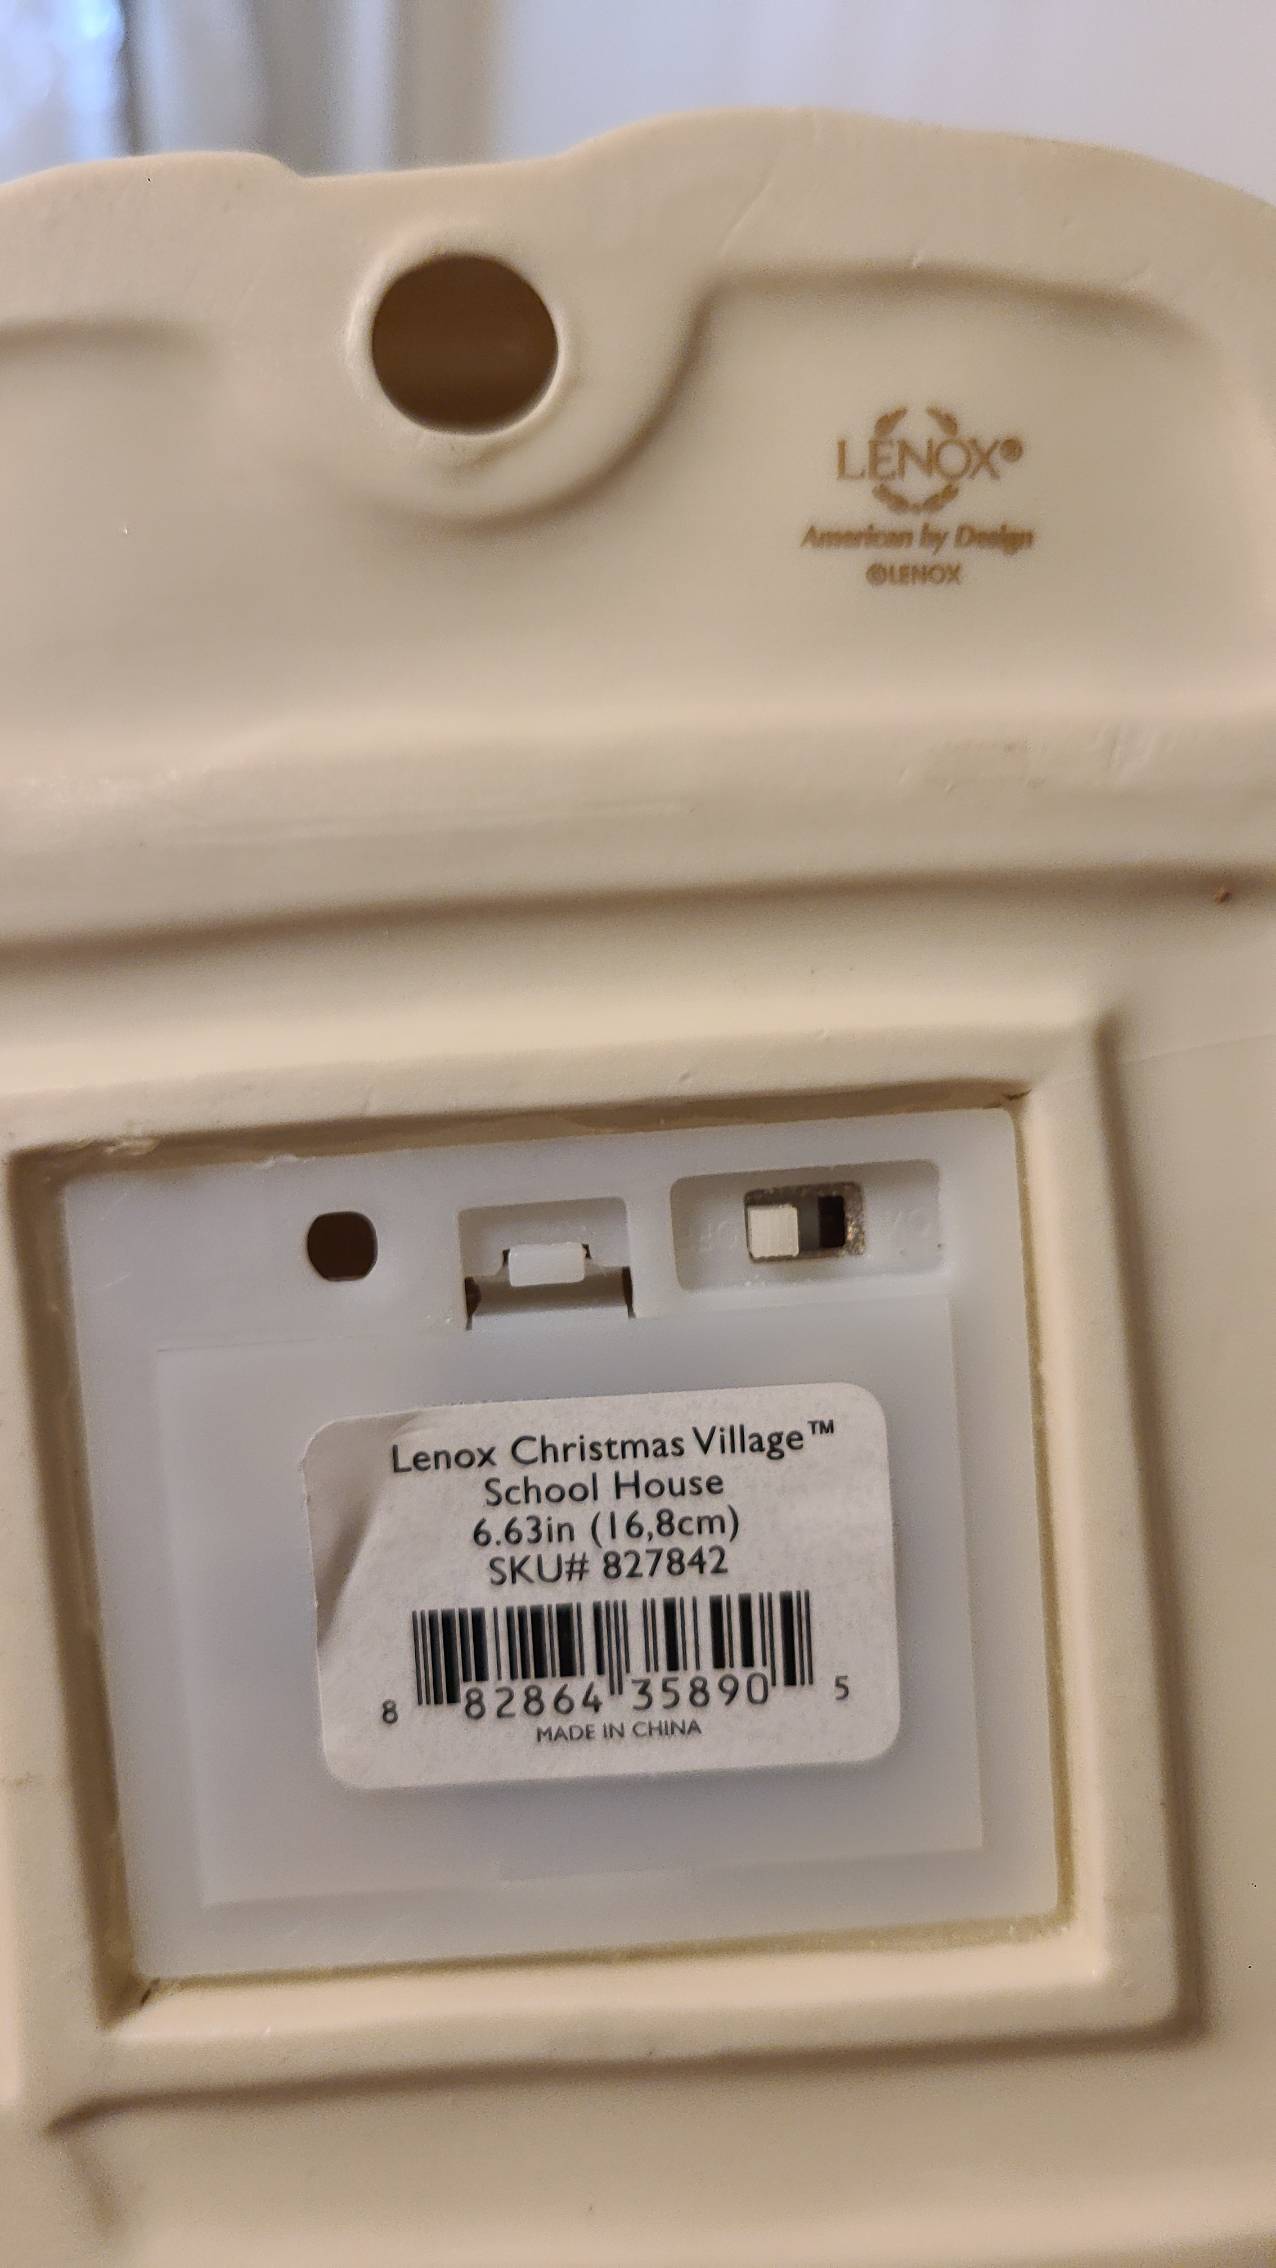 LENOX®
American by Design
©LENOX
Lenox Christmas Village™
School House
6.63in (16,8cm)
SKU# 827842
8 82864 35890 5
MADE IN CHINA